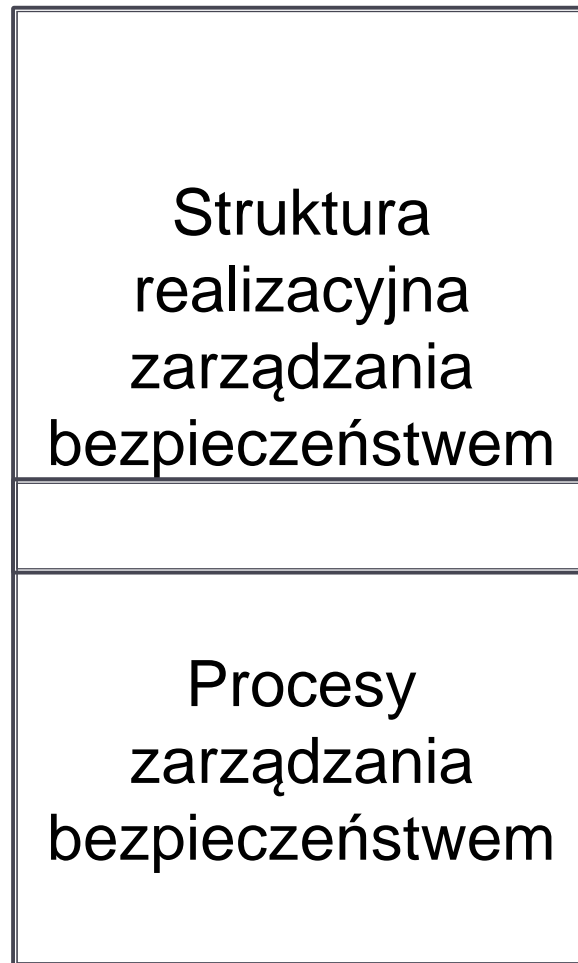 Struktura
realizacyjna
zarządzania
bezpieczeństwem
Procesy
zarządzania
bezpieczeństwem